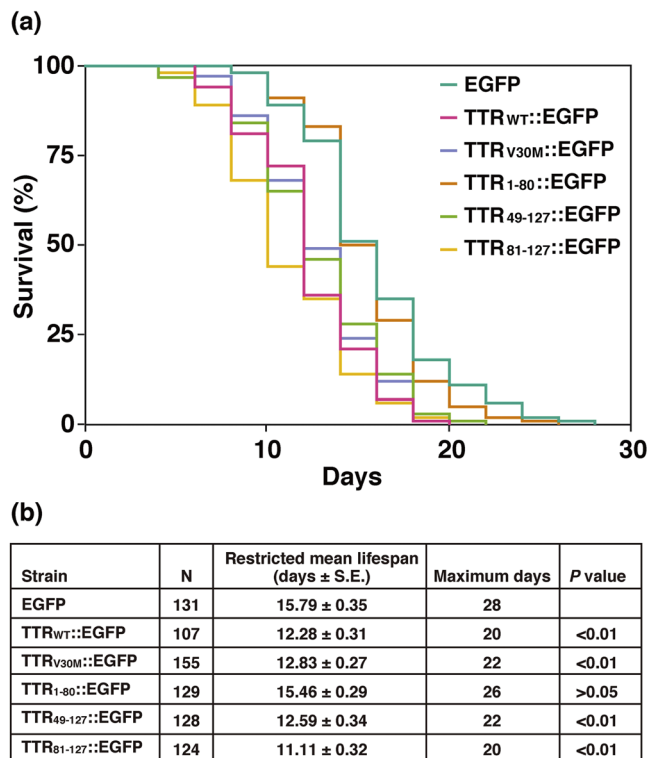 (a)
100
75
50
25
0
Survival (%)
EGFP
TTRWT::EGFP
TTRV30M::EGFP
TTR1-80::EGFP
TTR49-127::EGFP
TTR81-127::EGFP
0 10 20 30
Days
(b)
Strain N Restricted mean lifespan (days ± S.E.) Maximum days P value
EGFP 131 15.79 ± 0.35 28
TTRWT::EGFP 107 12.28 ± 0.31 20 <0.01
TTRV30M::EGFP 155 12.83 ± 0.27 22 <0.01
TTR1-80::EGFP 129 15.46 ± 0.29 26 >0.05
TTR49-127::EGFP 128 12.59 ± 0.34 22 <0.01
TTR81-127::EGFP 124 11.11 ± 0.32 20 <0.01